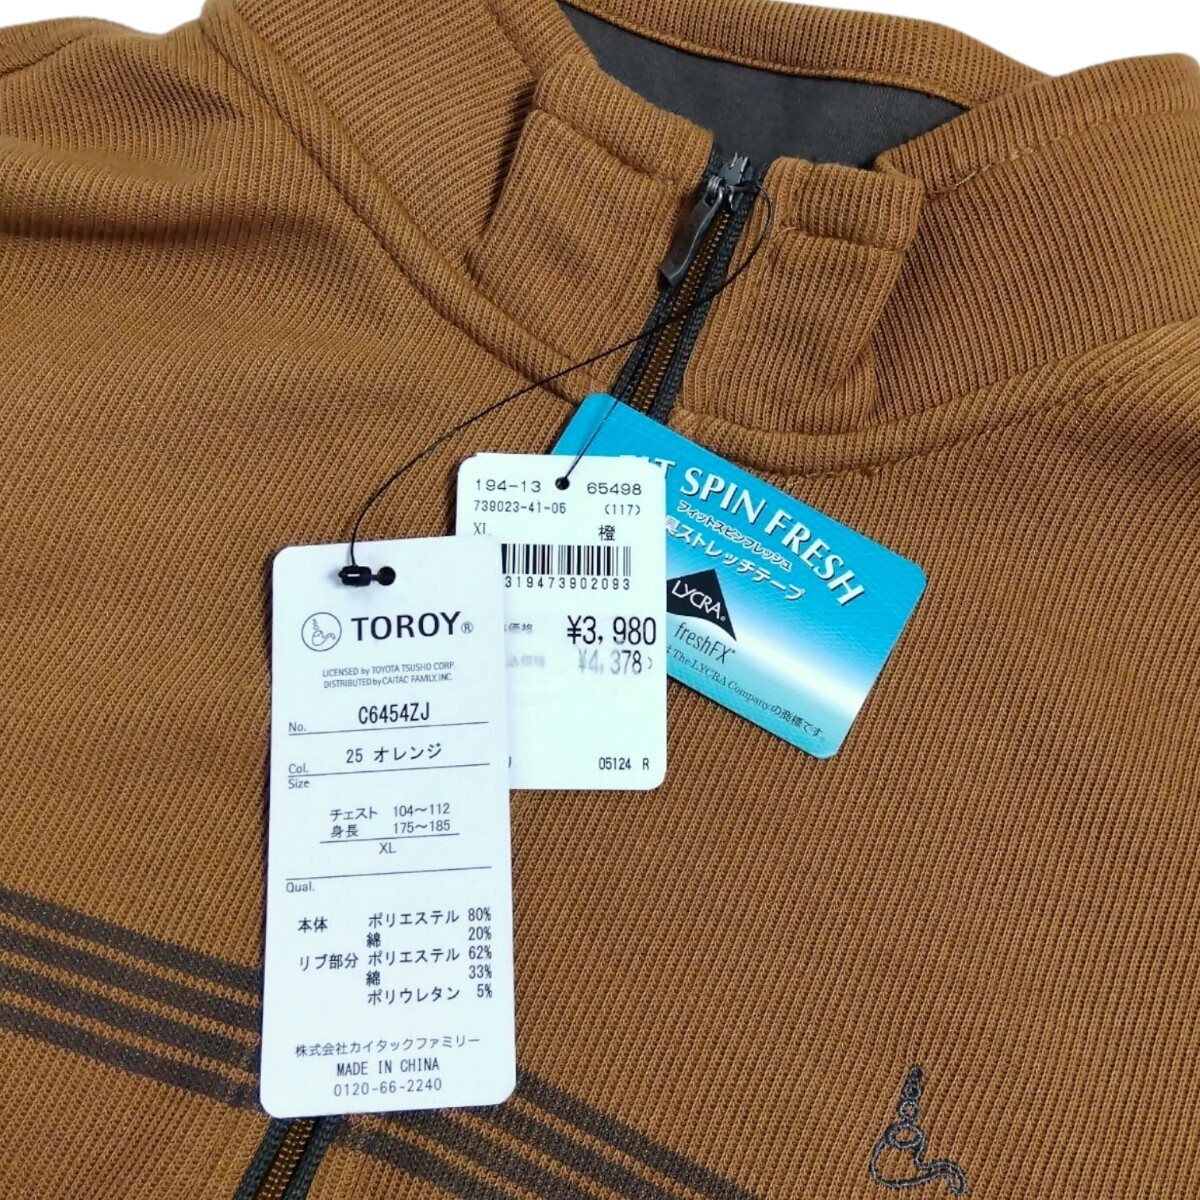 TOROY®
LICENSED by TOYOTA TSUSHO CORP.
DISTRIBUTED by CAITAC FAMILY, INC.
No. C6454ZJ
Col. 25 オレンジ
Size
チェスト 104〜112
身長 175〜185
XL
Qual.
本体 ポリエステル 80%
綿 20%
リブ部分 ポリエステル 62%
綿 33%
ポリウレタン 5%
株式会社カイタックファミリー
MADE IN CHINA
0120-66-2240
194-13 65498
739023-41-05 (117)
XL 橙
319473902093
価格 ¥3,980
¥4,378
05124 R
SPIN FRESH
フィットスピンフレッシュ
臭ストレッチテープ
LYCRA®
freshFX®
The LYCRA Companyの商標です。